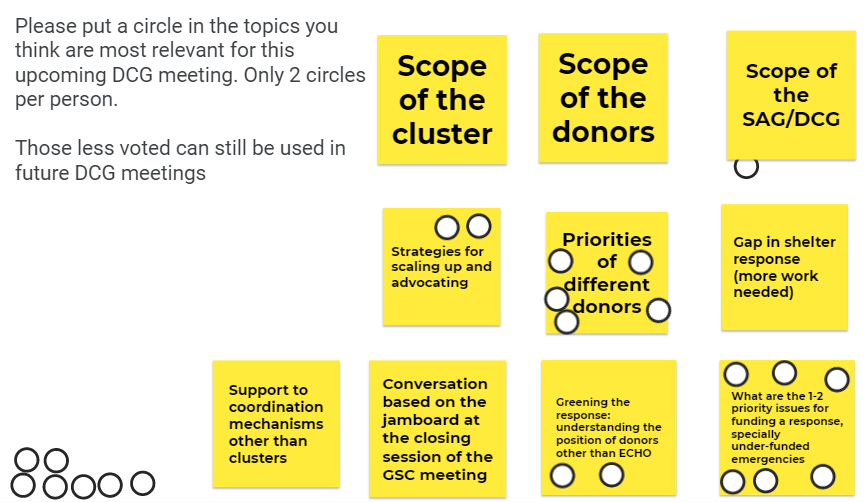 Please put a circle in the topics you
think are most relevant for this
upcoming DCG meeting. Only 2 circles
per person.
Those less voted can still be used in
future DCG meetings
Scope
of the
cluster
Scope
of the
donors
Scope of
the
SAG/DCG
Strategies for
scaling up and
advocating
Priorities
of
different
donors
Gap in shelter
response
(more work
needed)
Support to
coordination
mechanisms
other than
clusters
Conversation
based on the
jamboard at
the closing
session of the
GSC meeting
Greening the
response:
understanding the
position of donors
other than ECHO
What are the 1-2
priority issues for
funding a response,
specially
under-funded
emergencies